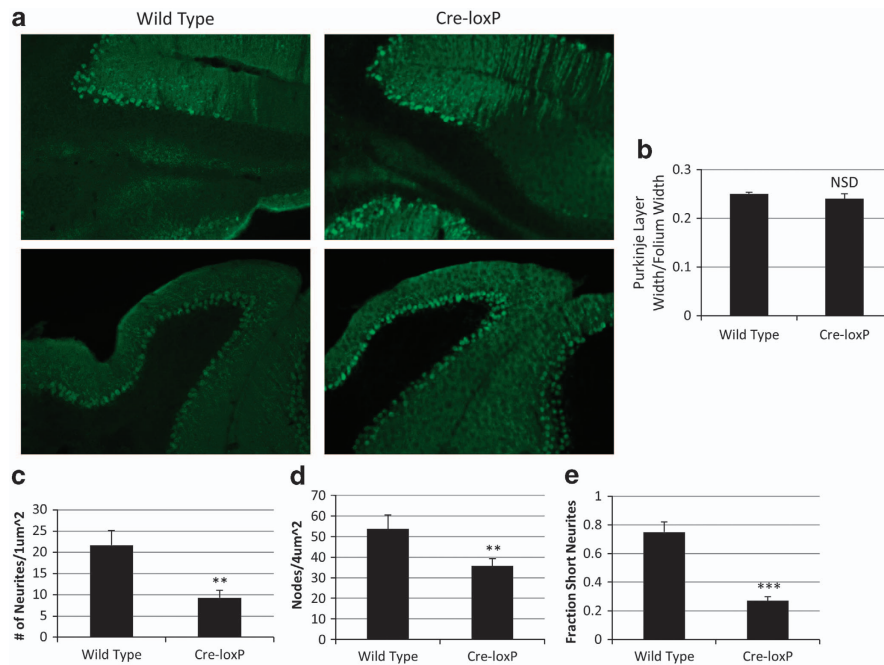 a
Wild Type
Cre-loxP
b
Purkinje Layer
Width/Folium Width
0.3
0.2
0.1
0
NSD
Wild Type
Cre-loxP
c
# of Neurites/1um^2
30
25
20
15
10
5
0
**
Wild Type
Cre-loxP
d
Nodes/4um^2
70
60
50
40
30
20
10
0
**
Wild Type
Cre-loxP
e
Fraction Short Neurites
1
0.8
0.6
0.4
0.2
0
***
Wild Type
Cre-loxP